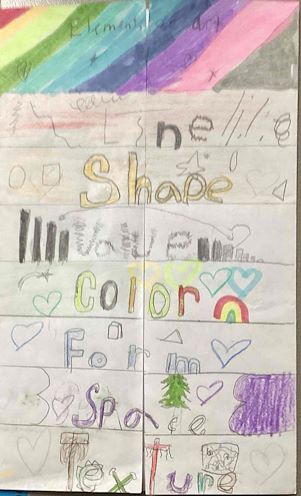 Elements of Art
Line
Shape
Value
Color
Form
Space
Texture